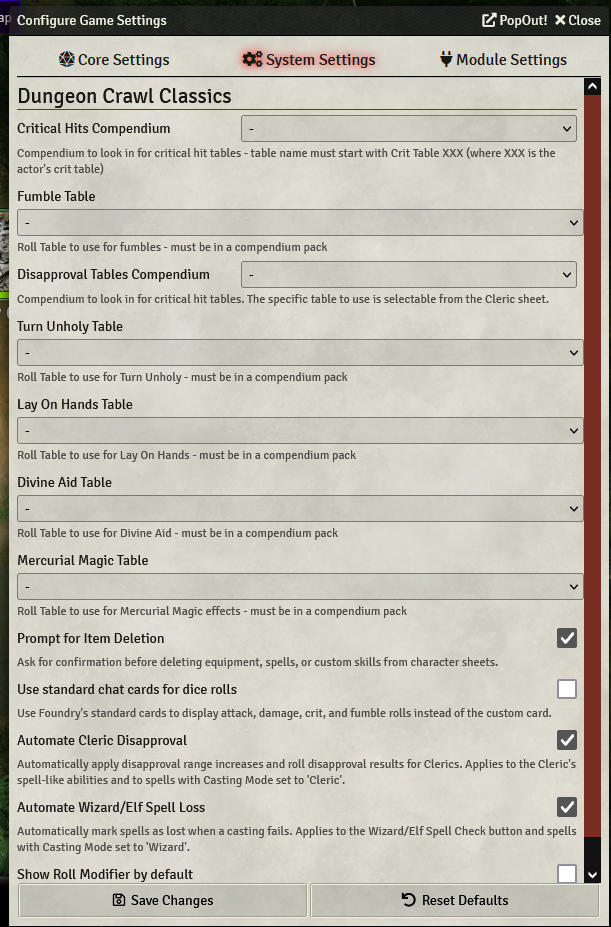 ap
Configure Game Settings
PopOut!
Close
Core Settings
System Settings
Module Settings
Dungeon Crawl Classics
Critical Hits Compendium
-
Compendium to look in for critical hit tables - table name must start with Crit Table XXX (where XXX is the
actor's crit table)
Fumble Table
-
Roll Table to use for fumbles - must be in a compendium pack
Disapproval Tables Compendium
-
Compendium to look in for critical hit tables. The specific table to use is selectable from the Cleric sheet.
Turn Unholy Table
-
Roll Table to use for Turn Unholy - must be in a compendium pack
Lay On Hands Table
-
Roll Table to use for Lay On Hands - must be in a compendium pack
Divine Aid Table
-
Roll Table to use for Divine Aid - must be in a compendium pack
Mercurial Magic Table
-
Roll Table to use for Mercurial Magic effects - must be in a compendium pack
Prompt for Item Deletion
Ask for confirmation before deleting equipment, spells, or custom skills from character sheets.
Use standard chat cards for dice rolls
Use Foundry's standard cards to display attack, damage, crit, and fumble rolls instead of the custom card.
Automate Cleric Disapproval
Automatically apply disapproval range increases and roll disapproval results for Clerics. Applies to the Cleric's
spell-like abilities and to spells with Casting Mode set to 'Cleric'.
Automate Wizard/Elf Spell Loss
Automatically mark spells as lost when a casting fails. Applies to the Wizard/Elf Spell Check button and spells
with Casting Mode set to 'Wizard'.
Show Roll Modifier by default
Save Changes
Reset Defaults